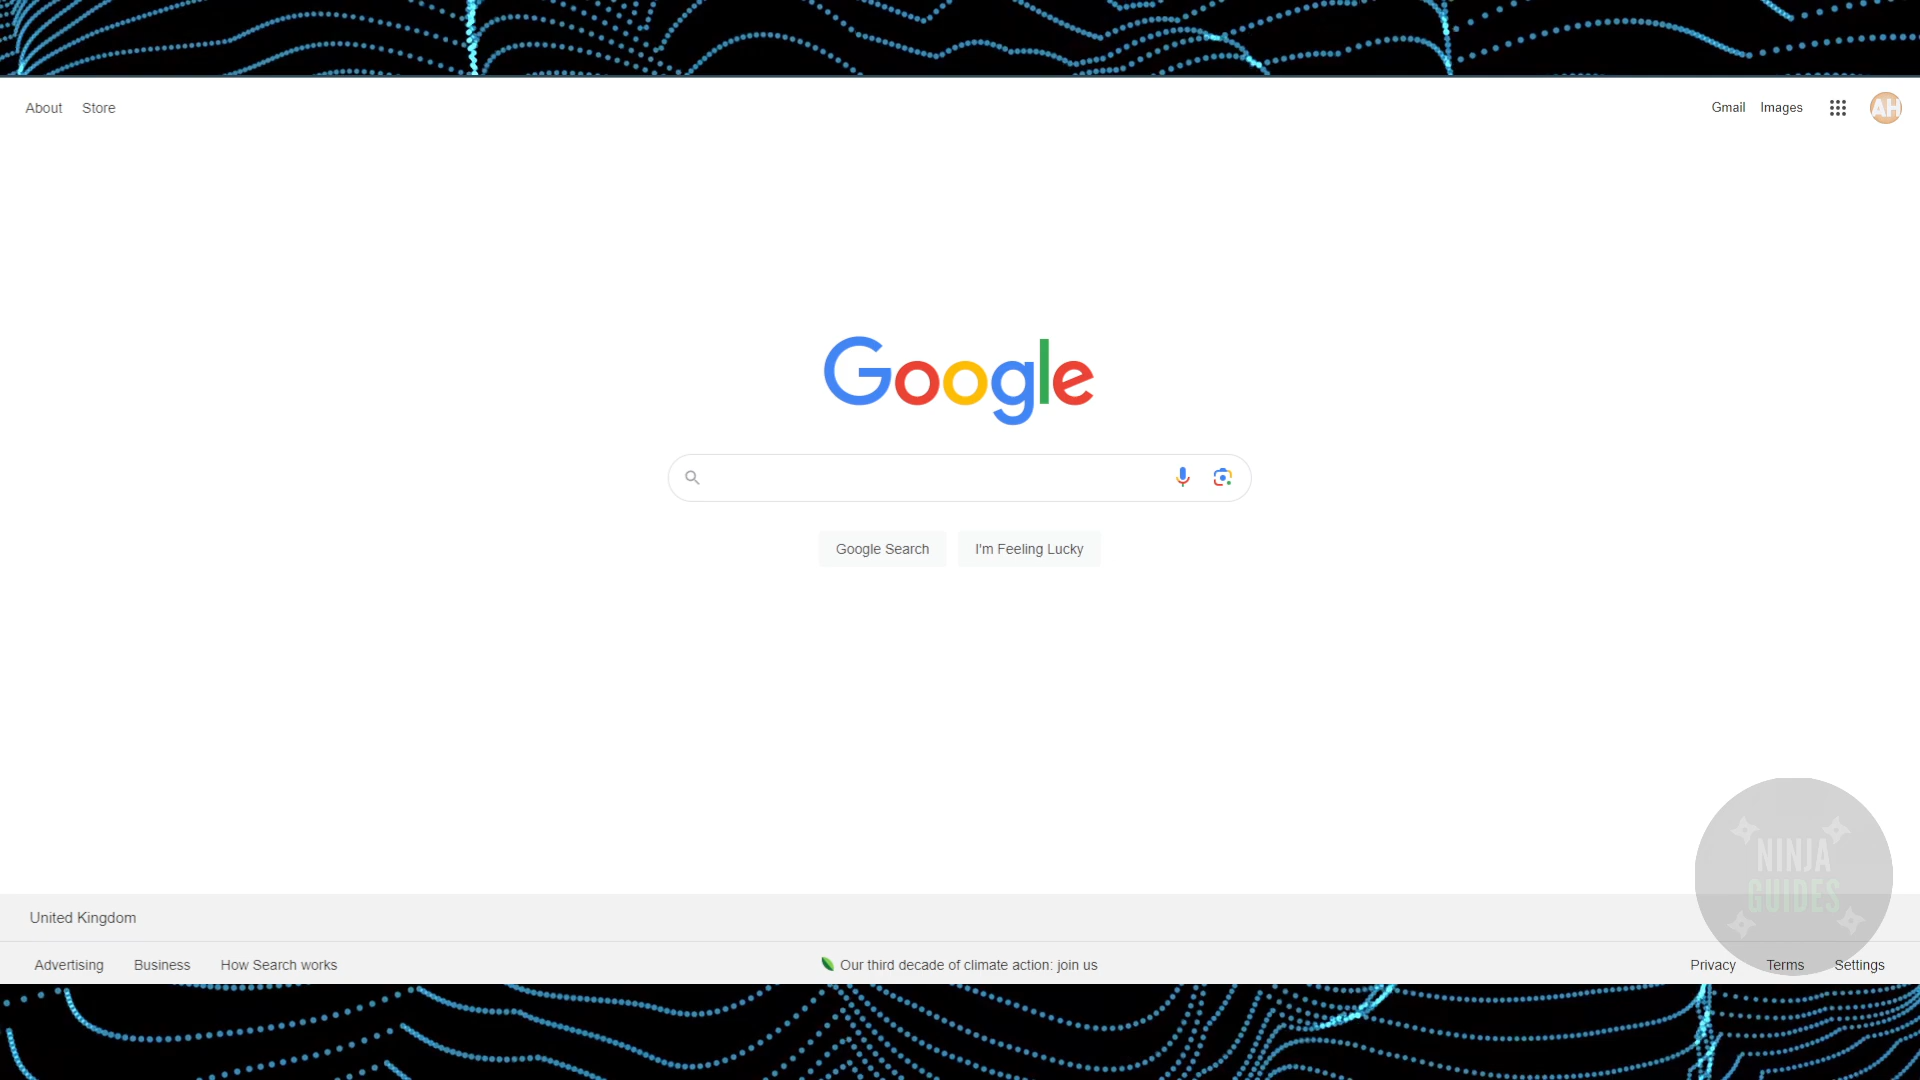 About Store
Gmail Images
AH
Google
Google Search I'm Feeling Lucky
NINJA
GUIDES
United Kingdom
Advertising Business How Search works
Our third decade of climate action: join us
Privacy Terms Settings